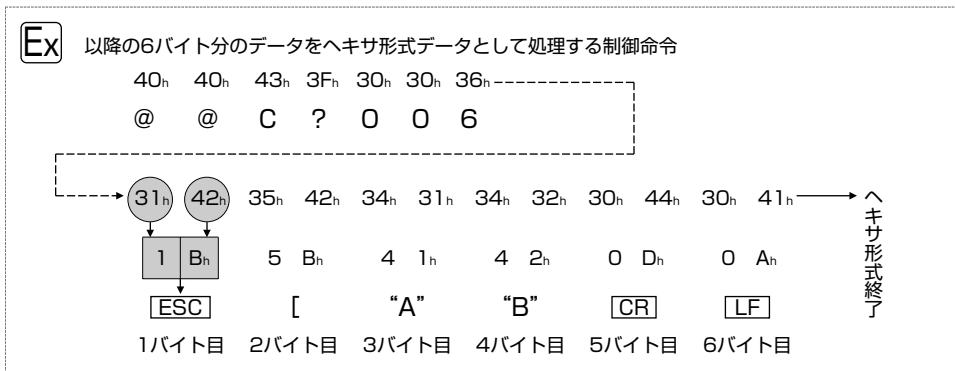 Ex 以降の6バイト分のデータをヘキサ形式データとして処理する制御命令
40h 40h 43h 3Fh 30h 30h 36h
@ @ C ? 0 0 6
31h 42h 35h 42h 34h 31h 34h 32h 30h 44h 30h 41h
1 Bh 5 Bh 4 1h 4 2h 0 Dh 0 Ah
ESC [ “A” “B” CR LF
1バイト目 2バイト目 3バイト目 4バイト目 5バイト目 6バイト目
ヘキサ形式終了